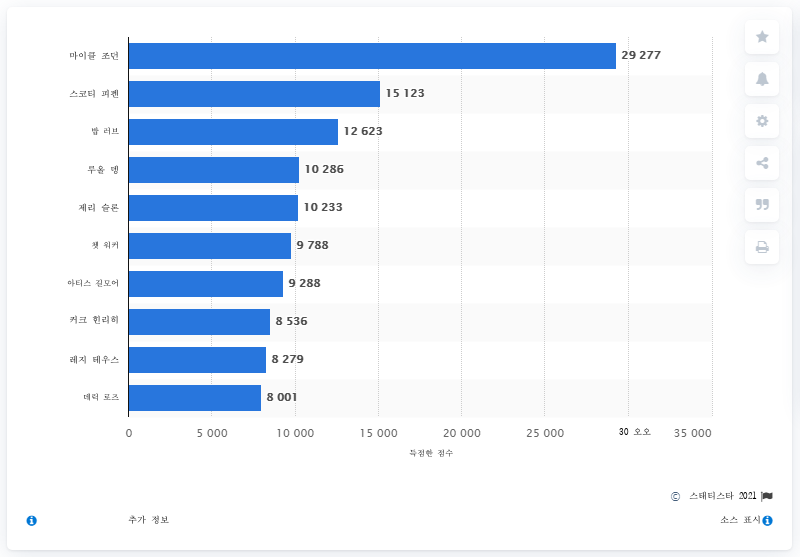 마이클 조던 29 277
스코티 피펜 15 123
밥 러브 12 623
루올 뎅 10 286
제리 슬론 10 233
쳇 워커 9 788
아티스 길모어 9 288
커크 힌리히 8 536
레지 테우스 8 279
데릭 로즈 8 001
0 5 000 10 000 15 000 20 000 25 000 30 오오 35 000
득점한 점수
© 스태티스타 2021
추가 정보 소스 표시